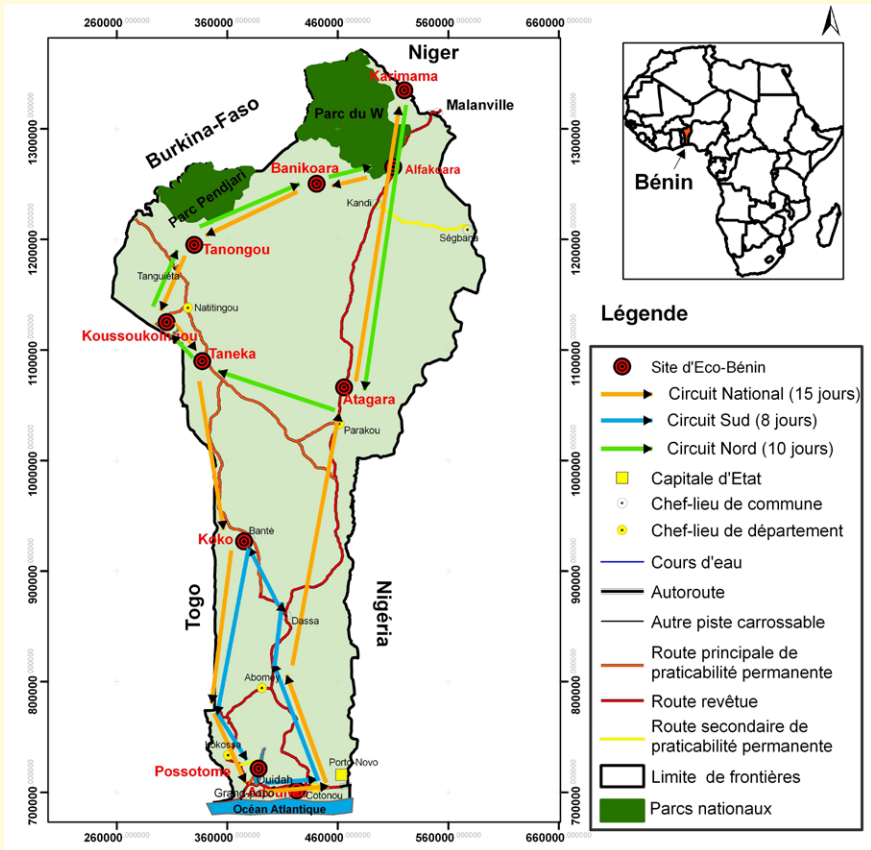 260000 360000 460000 560000 660000
Niger
Karimama
Malanville
Parc du W
Burkina-Faso
1300000 1300000
Banikoara
Alfakoara
Parc Pendjari
Kandi
Bénin
1200000 1200000
Ségbana
Tanongou
Tanguiéta
Natitingou
Taneka
1100000 1100000
Atagara
Parakou
1000000 1000000
Koko
Banté
900000 900000
Togo
Nigéria
Dassa
800000 800000
Abomey
Lokossa
Possotome
Porto-Novo
Ouidah
Cotonou
700000 700000
Océan Atlantique
260000 360000 460000 560000 660000
Légende
Site d'Eco-Bénin
Circuit National (15 jours)
Circuit Sud (8 jours)
Circuit Nord (10 jours)
Capitale d'Etat
Chef-lieu de commune
Chef-lieu de département
Cours d'eau
Autoroute
Autre piste carrossable
Route principale de
praticabilité permanente
Route revêtue
Route secondaire de
praticabilité permanente
Limite de frontières
Parcs nationaux